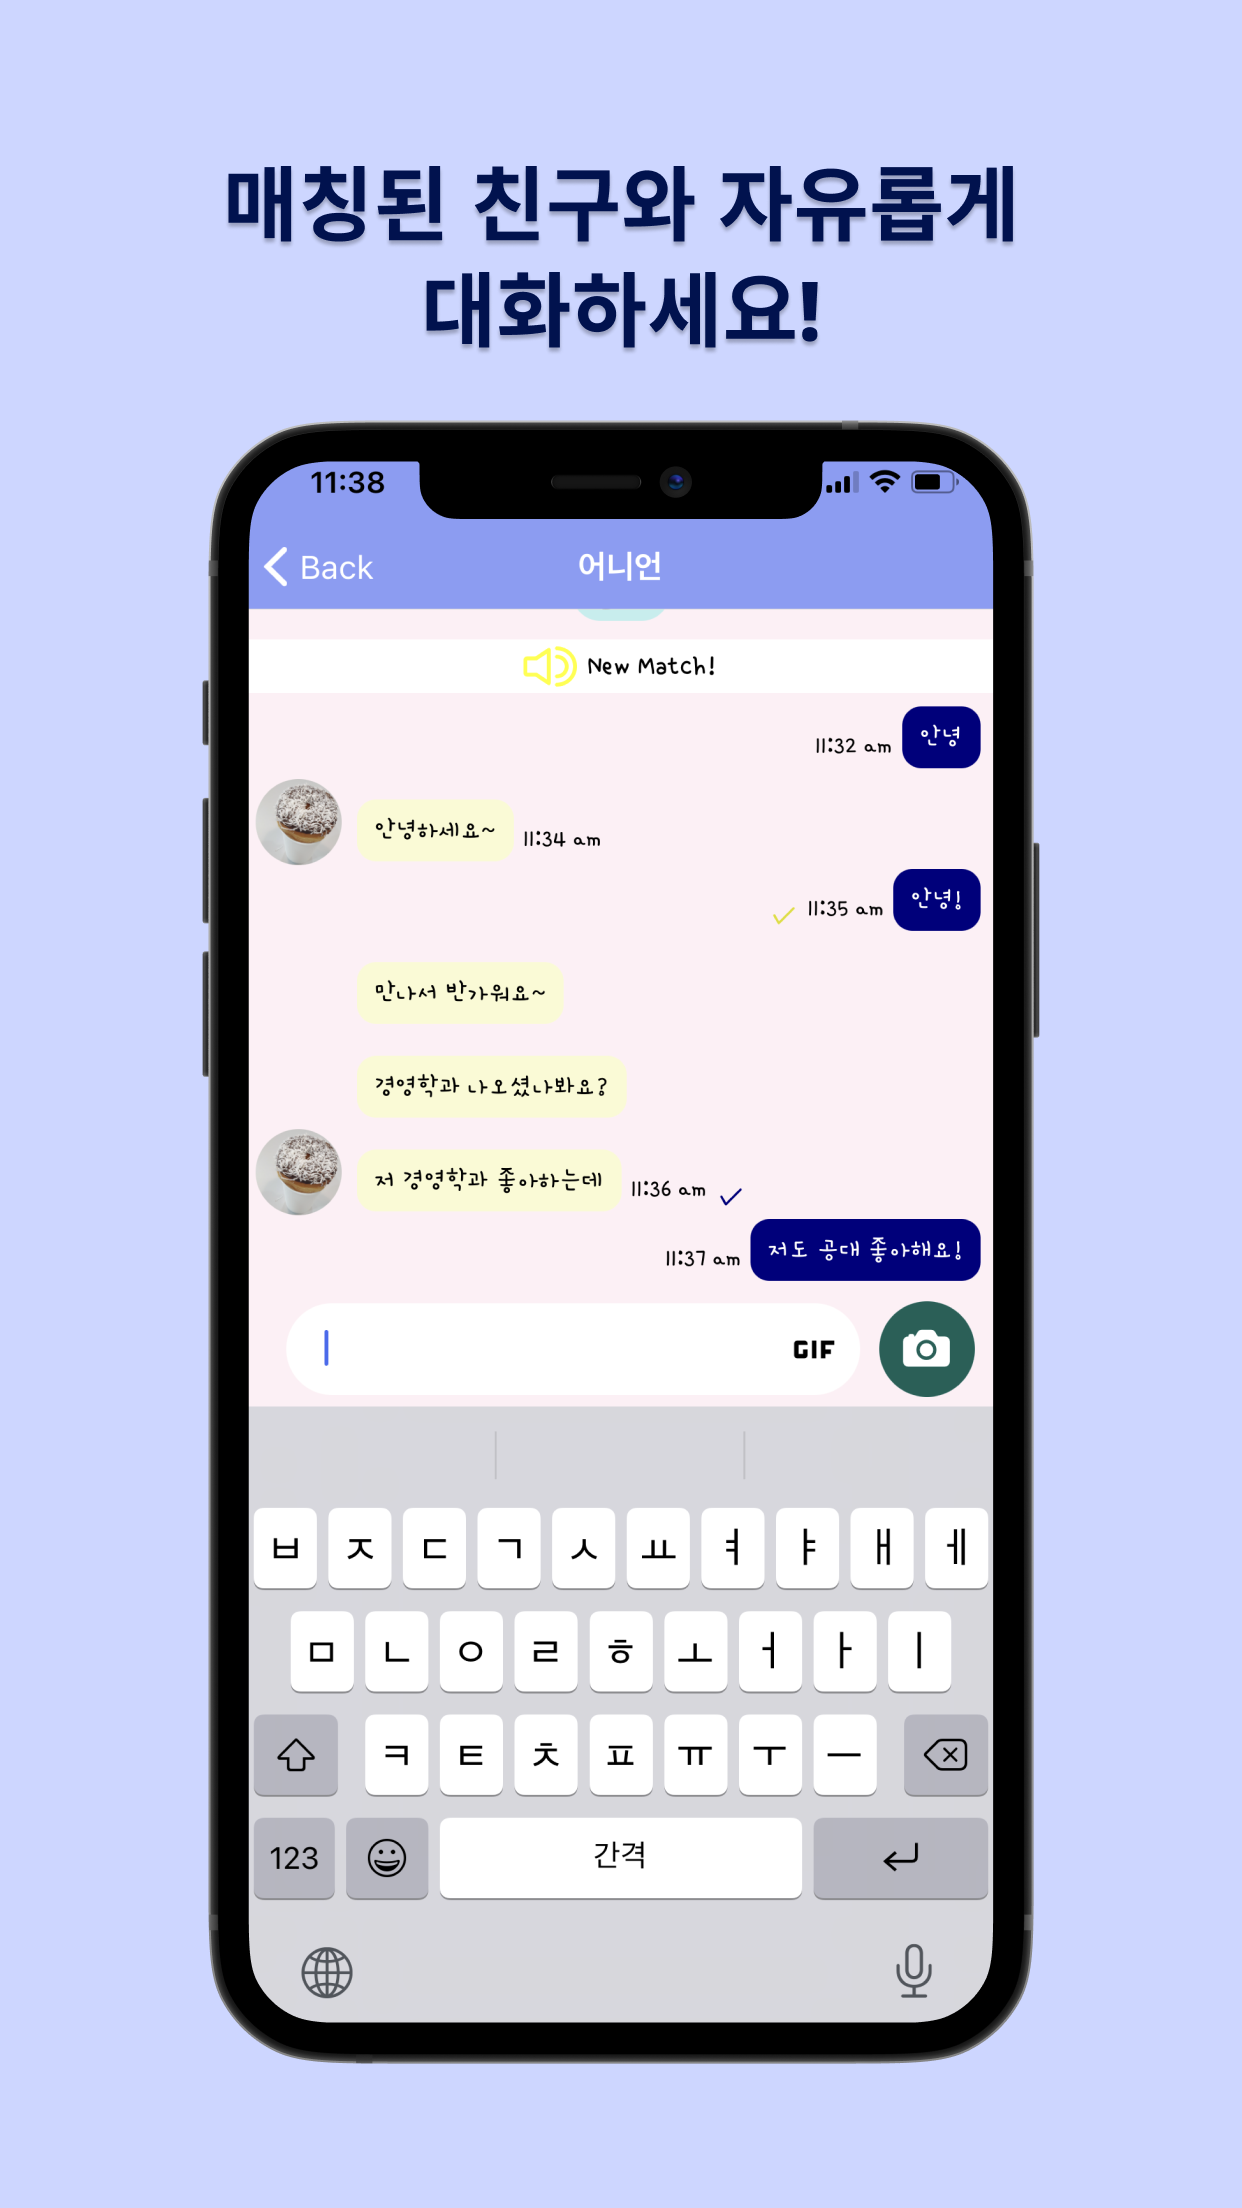 매칭된 친구와 자유롭게
대화하세요!
11:38
Back
어니언
New Match!
11:32 am 안녕
안녕하세요~ 11:34 am
11:35 am 안녕!
만나서 반가워요~
경영학과 나오셨나봐요?
저 경영학과 좋아하는데 11:36 am
11:37 am 저도 공대 좋아해요!
GIF
ㅂ ㅈ ㄷ ㄱ ㅅ ㅛ ㅕ ㅑ ㅐ ㅔ
ㅁ ㄴ ㅇ ㄹ ㅎ ㅗ ㅓ ㅏ ㅣ
ㅋ ㅌ ㅊ ㅍ ㅠ ㅜ ㅡ
123 간격